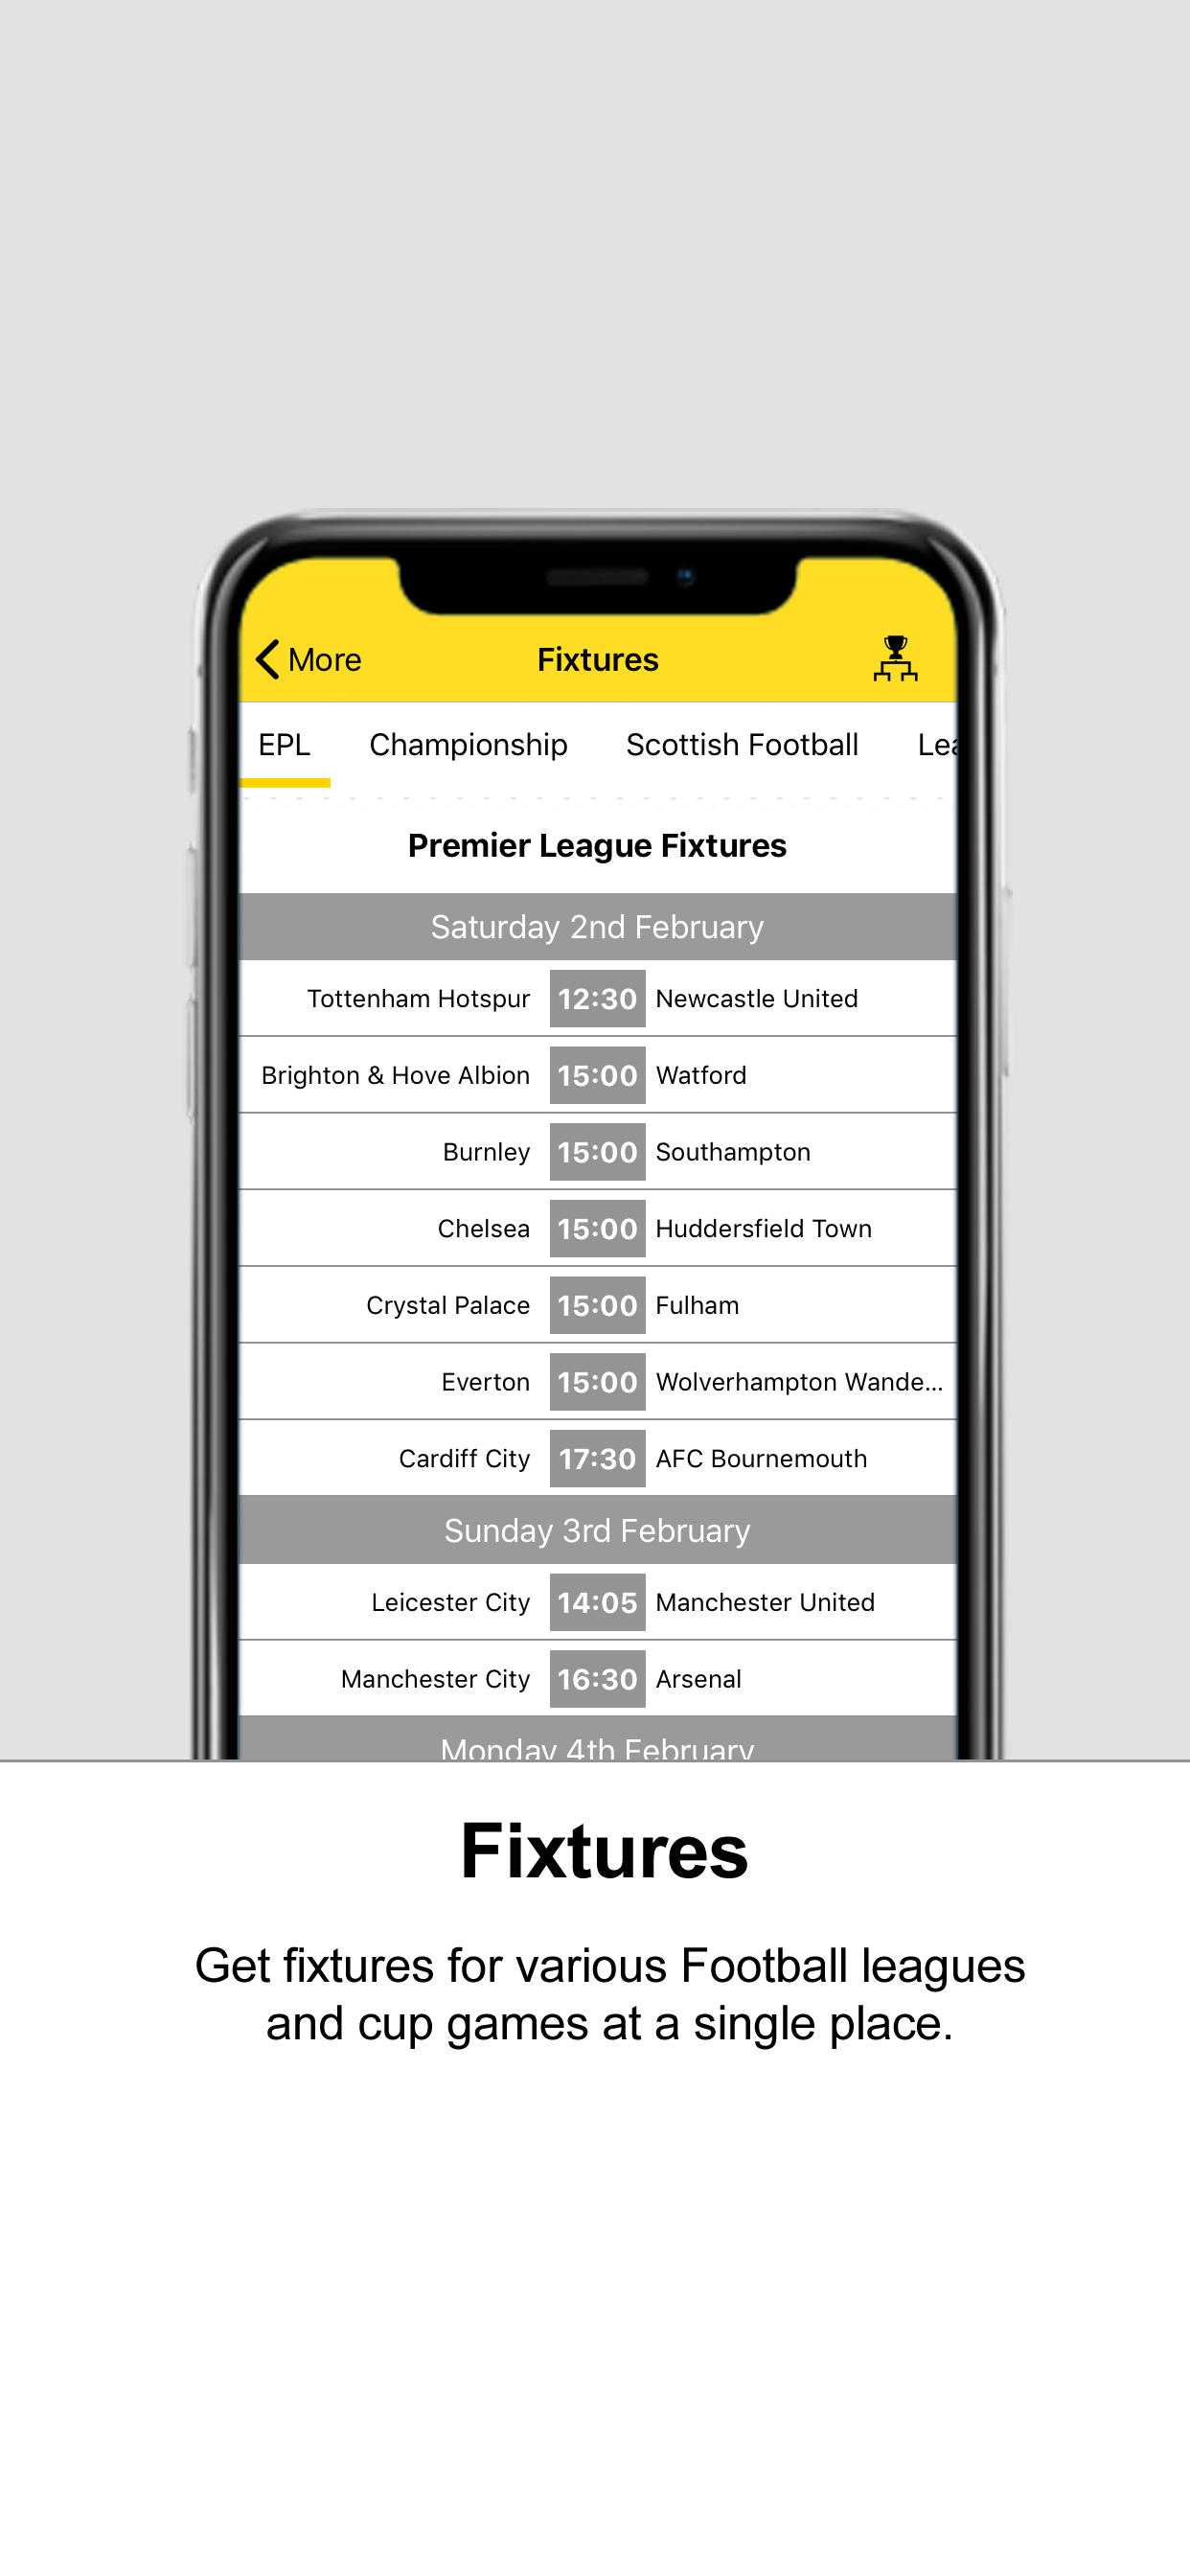 More Fixtures
EPL Championship Scottish Football Lea
Premier League Fixtures
Saturday 2nd February
Tottenham Hotspur 12:30 Newcastle United
Brighton & Hove Albion 15:00 Watford
Burnley 15:00 Southampton
Chelsea 15:00 Huddersfield Town
Crystal Palace 15:00 Fulham
Everton 15:00 Wolverhampton Wande...
Cardiff City 17:30 AFC Bournemouth
Sunday 3rd February
Leicester City 14:05 Manchester United
Manchester City 16:30 Arsenal
Monday 4th February
Fixtures
Get fixtures for various Football leagues
and cup games at a single place.